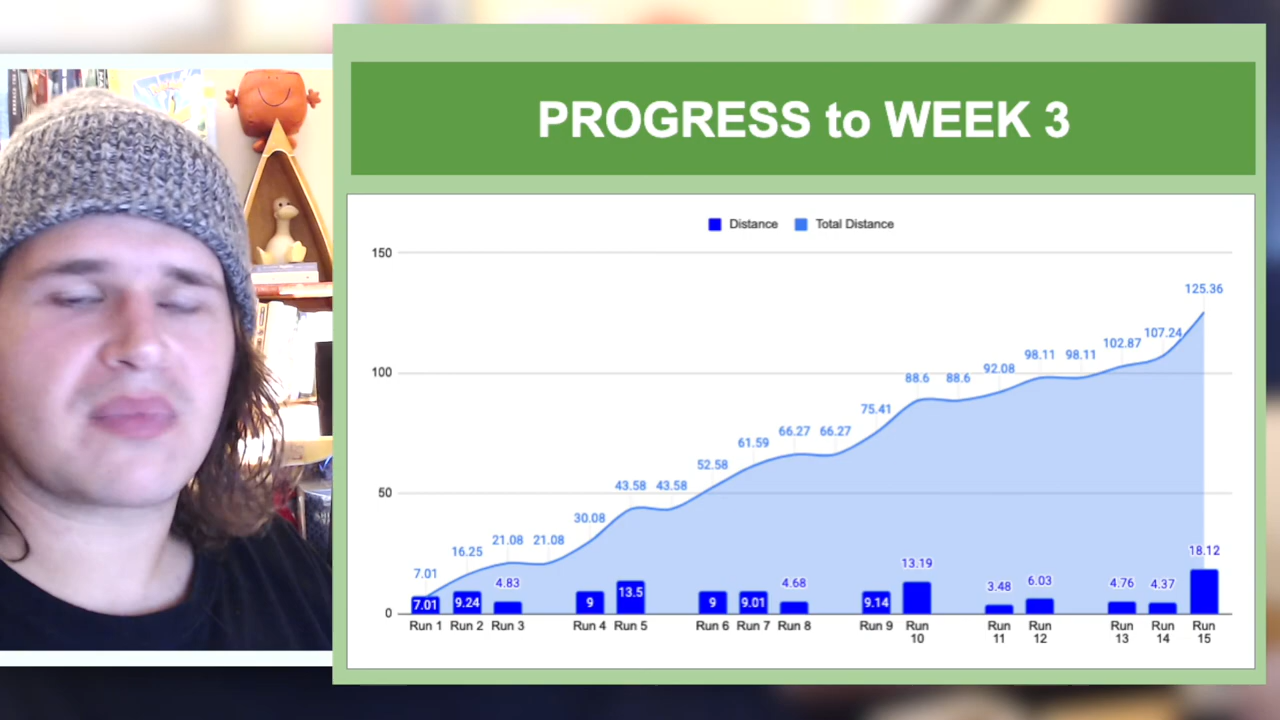 PROGRESS to WEEK 3
Distance Total Distance
150
100
50
0
7.01 16.25 21.08 21.08 30.08 43.58 43.58 52.58 61.59 66.27 66.27 75.41 88.6 88.6 92.08 98.11 98.11 102.87 107.24 125.36
7.01 9.24 4.83 9 13.5 9 9.01 4.68 9.14 13.19 3.48 6.03 4.76 4.37 18.12
Run 1 Run 2 Run 3 Run 4 Run 5 Run 6 Run 7 Run 8 Run 9 Run 10 Run 11 Run 12 Run 13 Run 14 Run 15